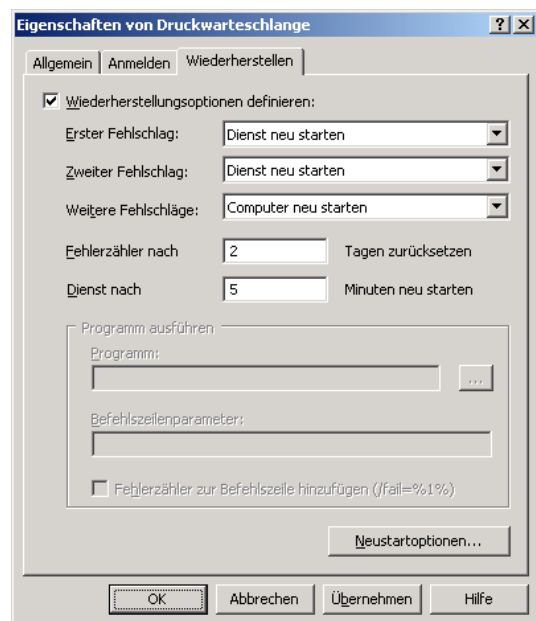 Eigenschaften von Druckwarteschlange
Allgemein Anmelden Wiederherstellen
Wiederherstellungsoptionen definieren:
Erster Fehlschlag: Dienst neu starten
Zweiter Fehlschlag: Dienst neu starten
Weitere Fehlschläge: Computer neu starten
Fehlerzähler nach 2 Tagen zurücksetzen
Dienst nach 5 Minuten neu starten
Programm ausführen
Programm:
...
Befehlszeilenparameter:
Fehlerzähler zur Befehlszeile hinzufügen (/fail=%1%)
Neustartoptionen...
OK Abbrechen Übernehmen Hilfe